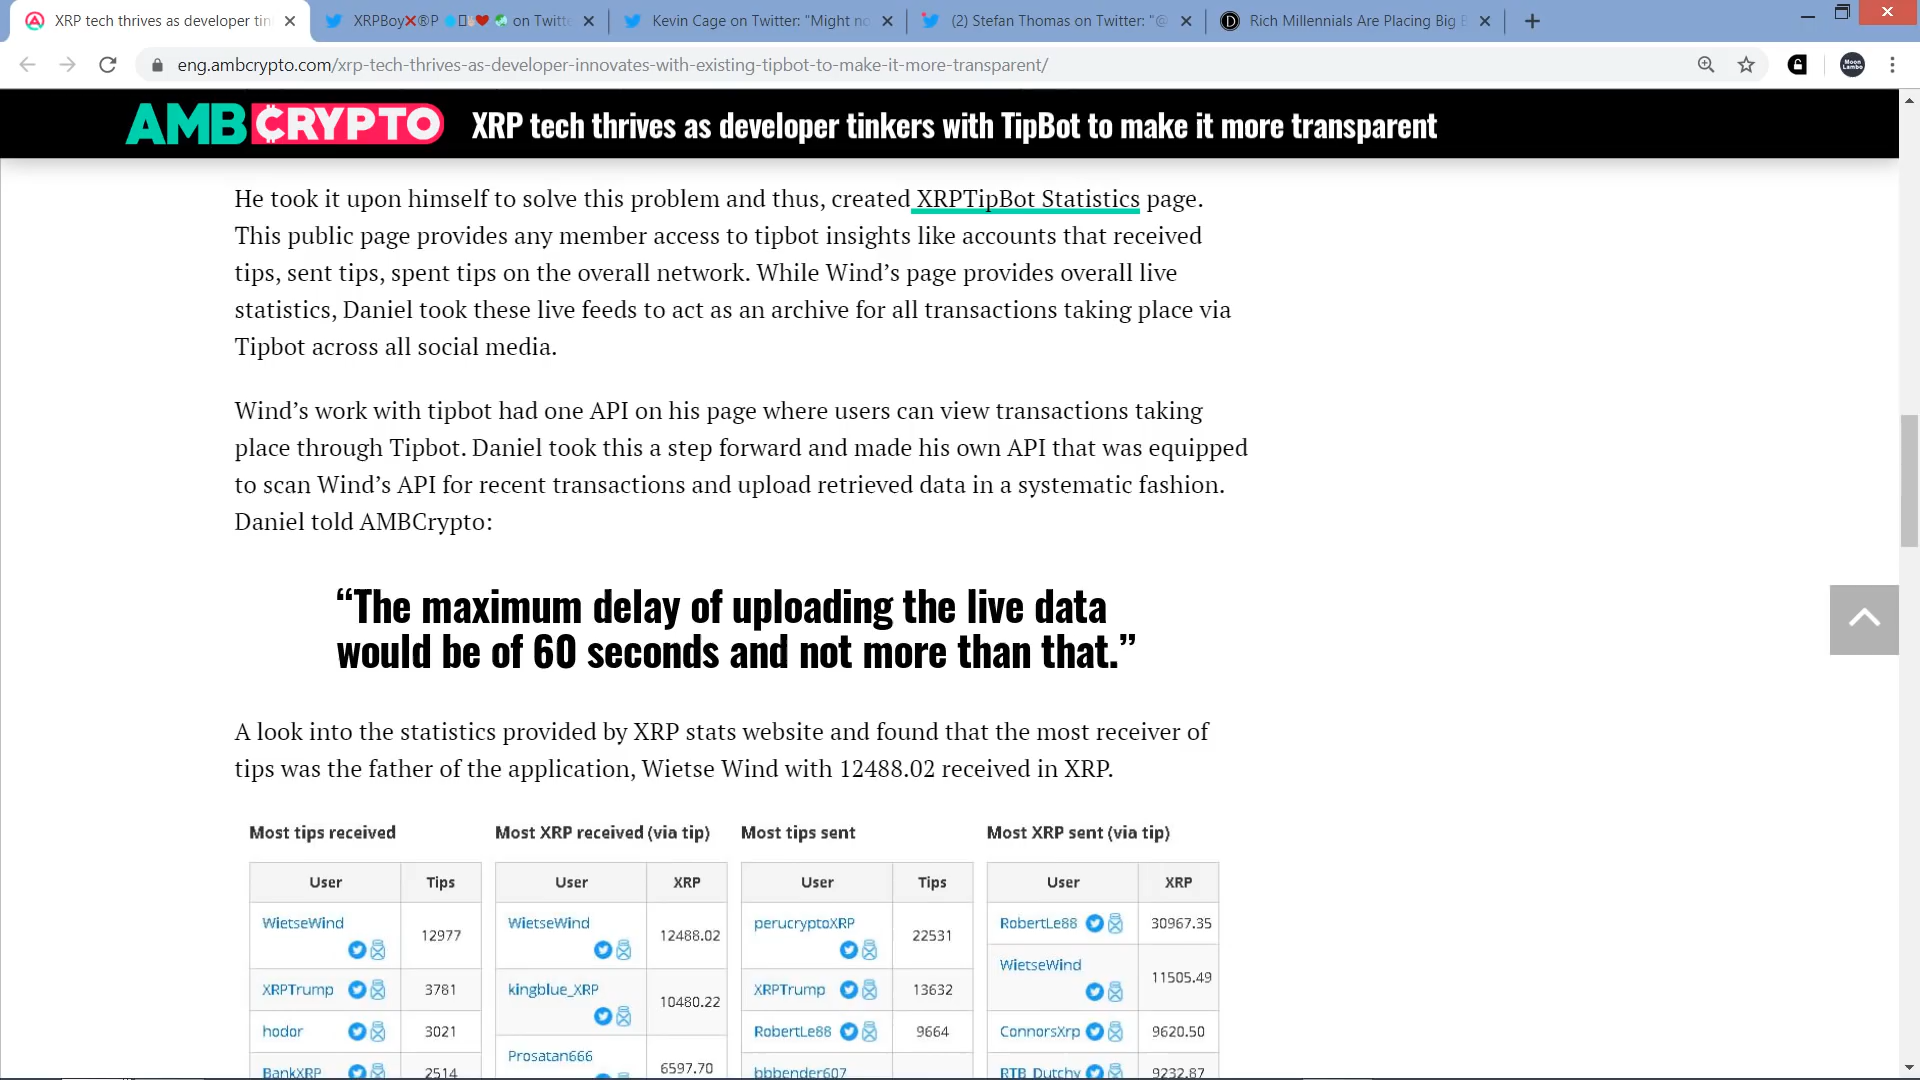 XRP tech thrives as developer tin
XRPBoy❌®P on Twitt
Kevin Cage on Twitter: "Might no
(2) Stefan Thomas on Twitter: "@
Rich Millennials Are Placing Big B
eng.ambcrypto.com/xrp-tech-thrives-as-developer-innovates-with-existing-tipbot-to-make-it-more-transparent/
Moon Lambo
AMBCRYPTO XRP tech thrives as developer tinkers with TipBot to make it more transparent
He took it upon himself to solve this problem and thus, created XRPTipBot Statistics page.
This public page provides any member access to tipbot insights like accounts that received
tips, sent tips, spent tips on the overall network. While Wind’s page provides overall live
statistics, Daniel took these live feeds to act as an archive for all transactions taking place via
Tipbot across all social media.
Wind’s work with tipbot had one API on his page where users can view transactions taking
place through Tipbot. Daniel took this a step forward and made his own API that was equipped
to scan Wind’s API for recent transactions and upload retrieved data in a systematic fashion.
Daniel told AMBCrypto:
“The maximum delay of uploading the live data
would be of 60 seconds and not more than that.”
A look into the statistics provided by XRP stats website and found that the most receiver of
tips was the father of the application, Wietse Wind with 12488.02 received in XRP.
Most tips received
User Tips
WietseWind 12977
XRPTrump 3781
hodor 3021
BankXRP 2514
Most XRP received (via tip)
User XRP
WietseWind 12488.02
kingblue_XRP 10480.22
Prosatan666 6597.70
Most tips sent
User Tips
perucryptoXRP 22531
XRPTrump 13632
RobertLe88 9664
bbbender607
Most XRP sent (via tip)
User XRP
RobertLe88 30967.35
WietseWind 11505.49
ConnorsXrp 9620.50
RTB_Dutchy 9232.87